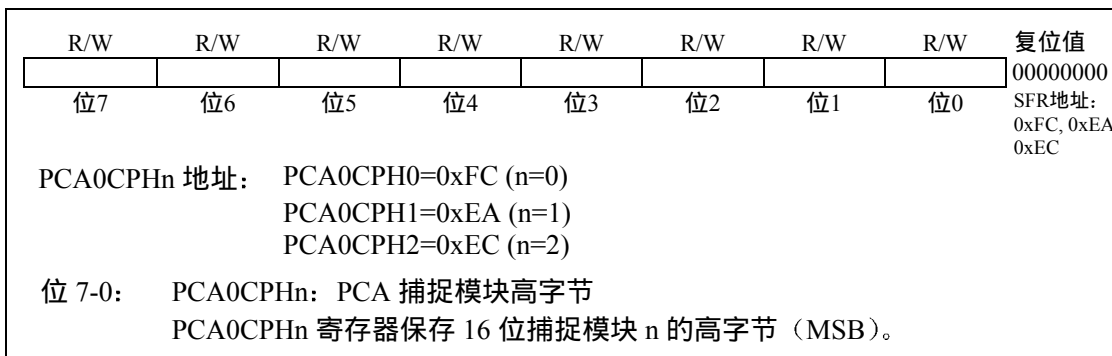 R/W R/W R/W R/W R/W R/W R/W R/W 复位值
00000000
位7 位6 位5 位4 位3 位2 位1 位0 SFR地址：
0xFC, 0xEA
0xEC
PCA0CPHn 地址： PCA0CPH0=0xFC (n=0)
PCA0CPH1=0xEA (n=1)
PCA0CPH2=0xEC (n=2)
位 7-0： PCA0CPHn：PCA 捕捉模块高字节
PCA0CPHn 寄存器保存 16 位捕捉模块 n 的高字节（MSB）。